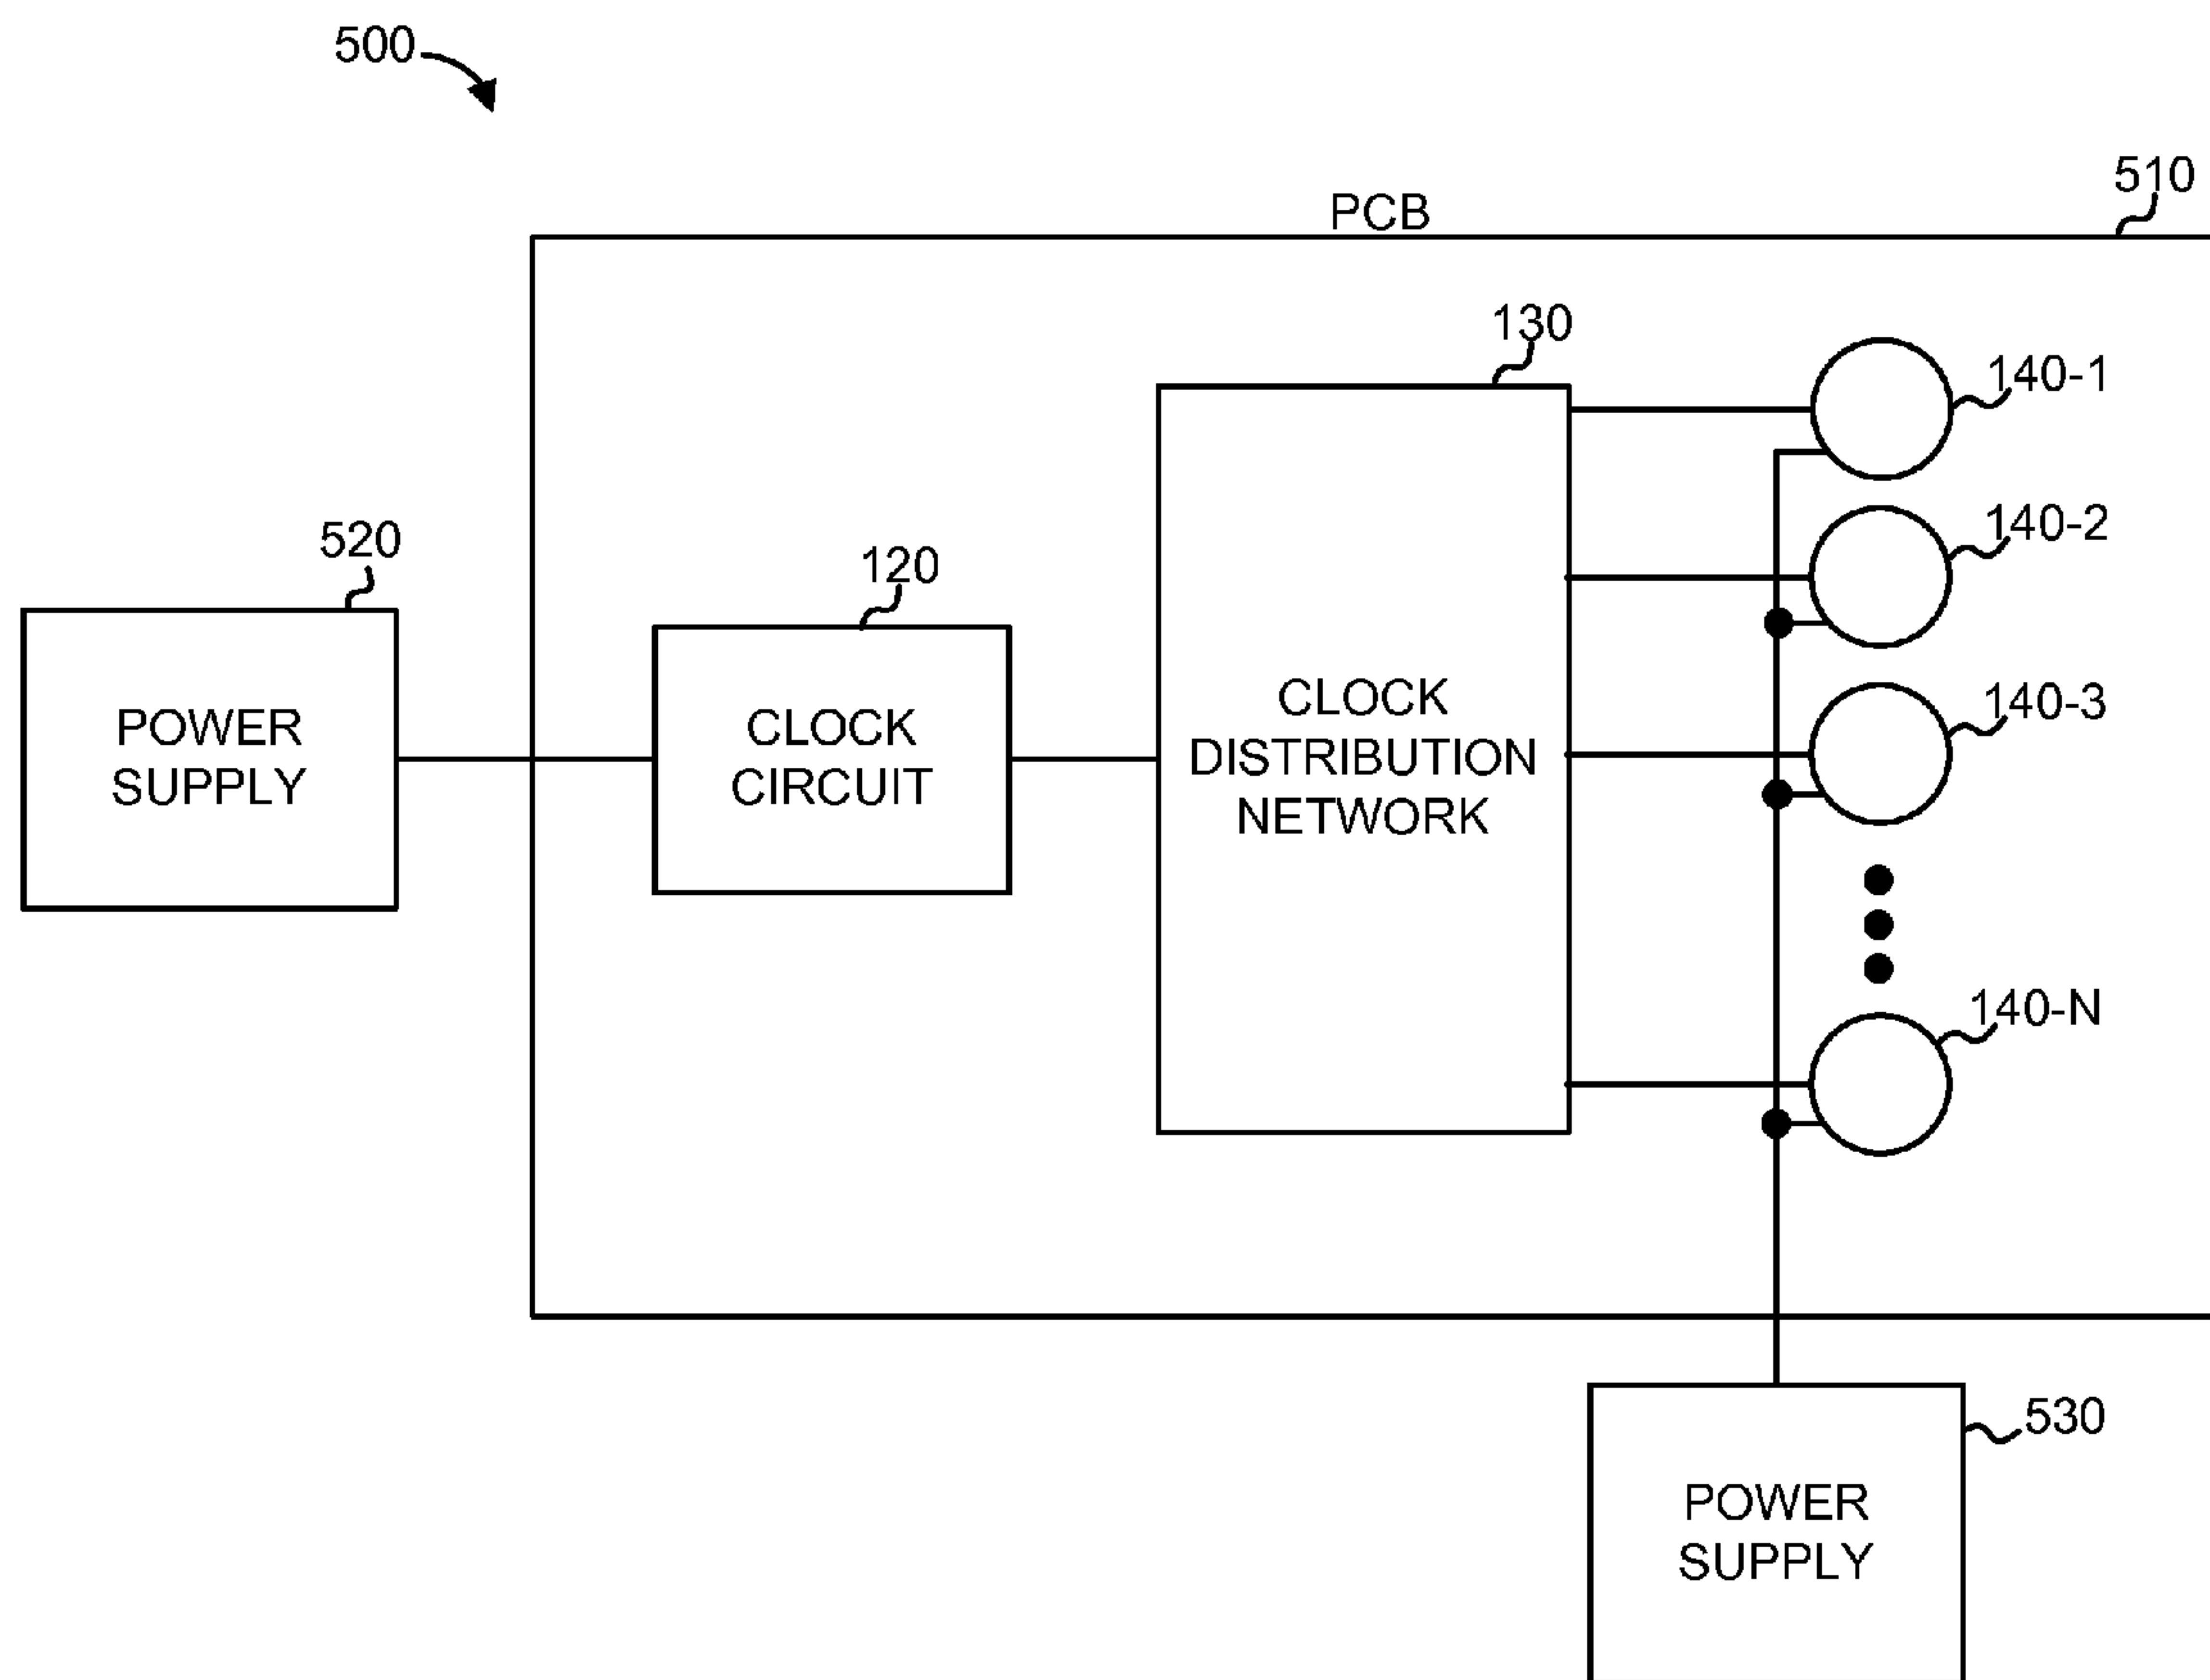 500
510
PCB
130
140-1
140-2
520
120
140-3
POWER
SUPPLY
CLOCK
CIRCUIT
CLOCK
DISTRIBUTION
NETWORK
140-N
530
POWER
SUPPLY